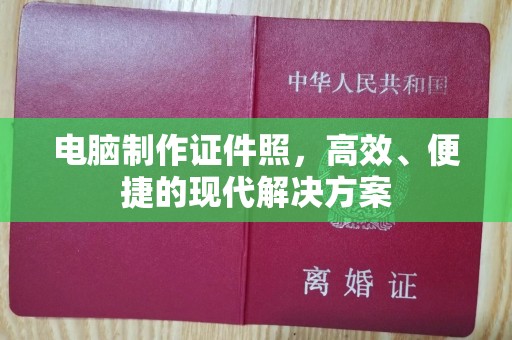 中华人民共和国
电脑制作证件照，高效、便
捷的现代解决方案
离婚证